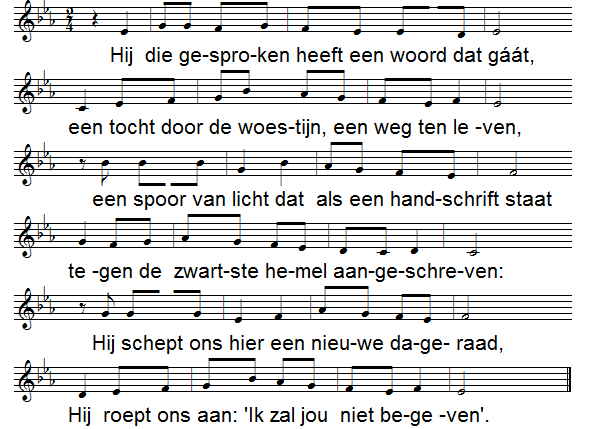 2
4
Hij die ge-spro-ken heeft een woord dat gáát,
een tocht door de woes-tijn, een weg ten le -ven,
een spoor van licht dat als een hand-schrift staat
te -gen de zwart-ste he-mel aan-ge-schre-ven:
Hij schept ons hier een nieu-we da-ge- raad,
Hij roept ons aan: 'Ik zal jou niet be-ge -ven'.